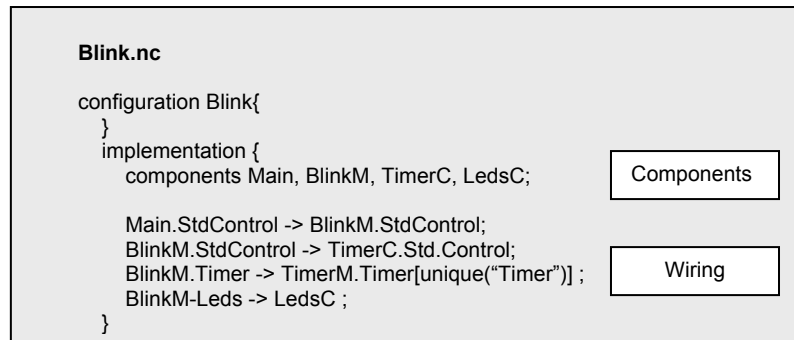 Blink.nc
configuration Blink{
}
implementation {
components Main, BlinkM, TimerC, LedsC;
Components
Main.StdControl -> BlinkM.StdControl;
BlinkM.StdControl -> TimerC.Std.Control;
BlinkM.Timer -> TimerM.Timer[unique(“Timer”)] ;
Wiring
BlinkM-Leds -> LedsC ;
}